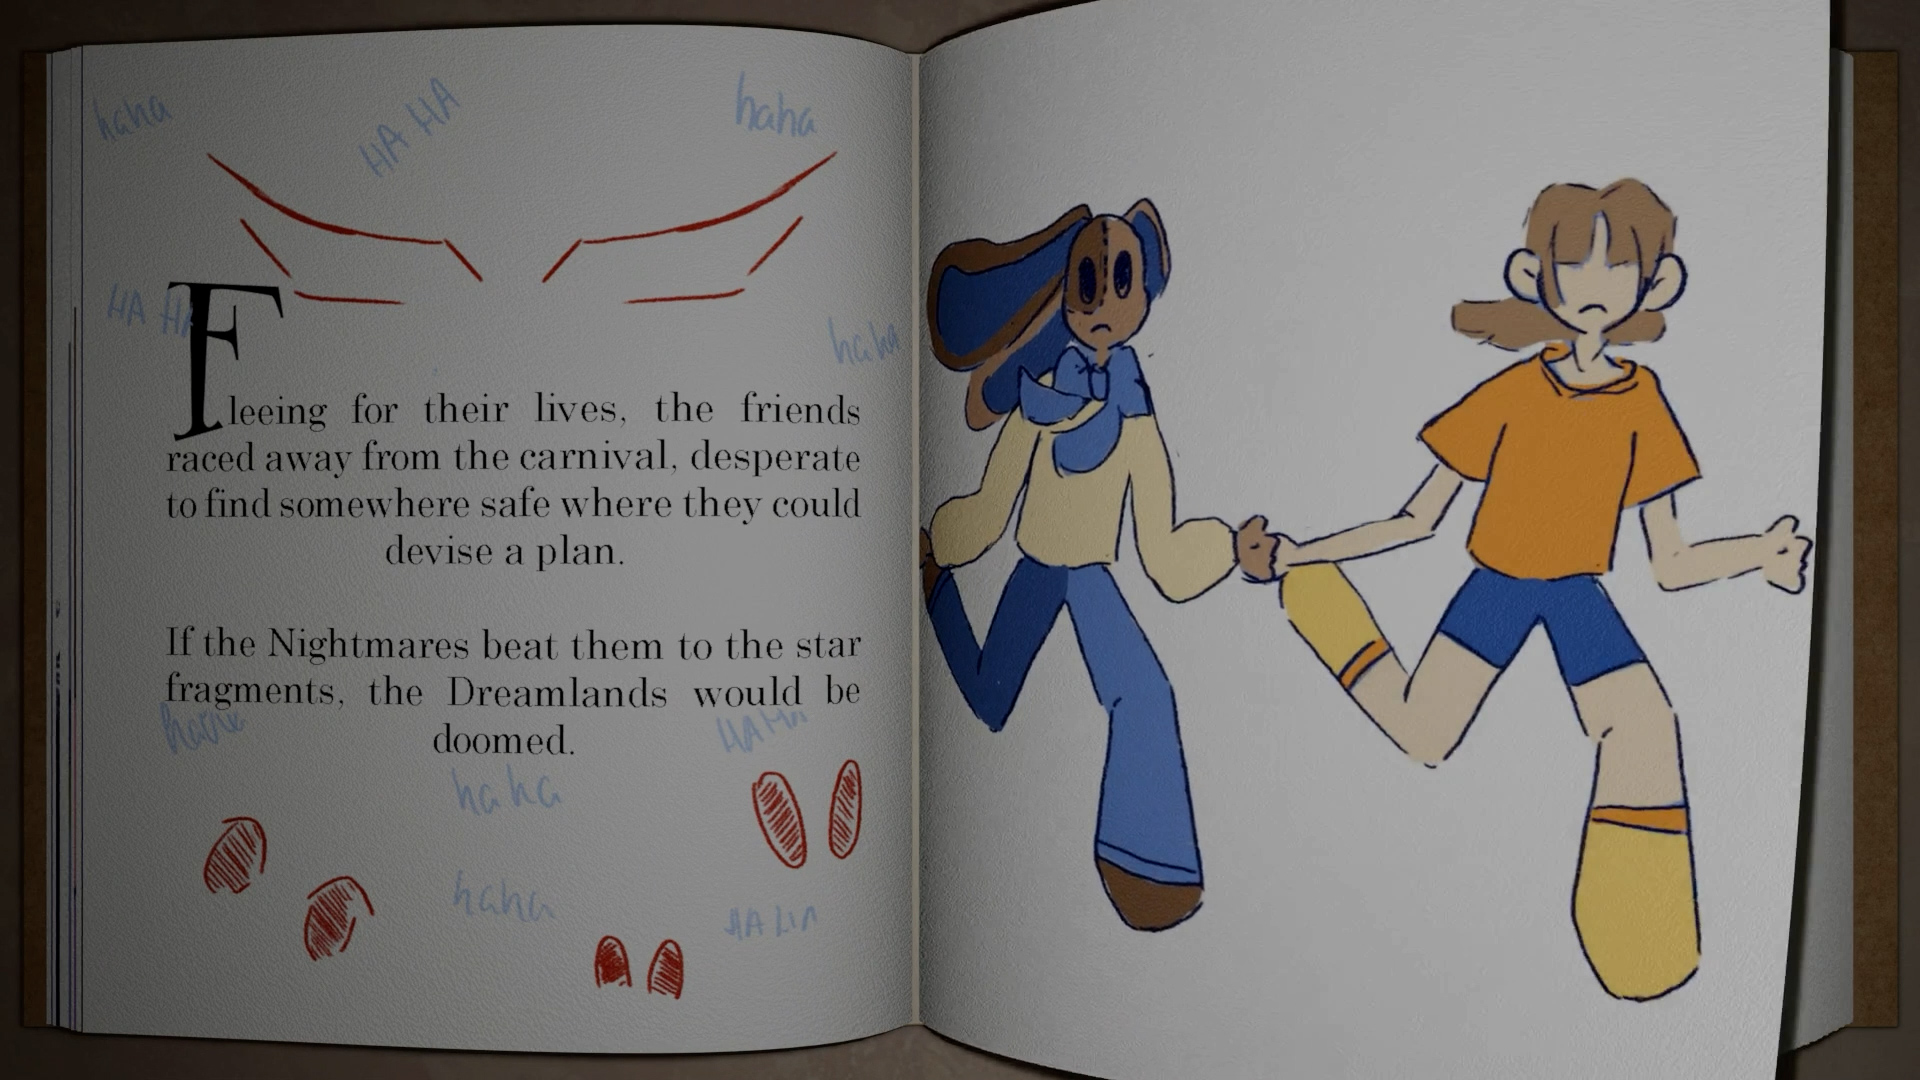 haha
HA HA
haha
HA HA
haha
Fleeing for their lives, the friends
raced away from the carnival, desperate
to find somewhere safe where they could
devise a plan.
If the Nightmares beat them to the star
fragments, the Dreamlands would be
doomed.
haha
HAHA
haha
haha